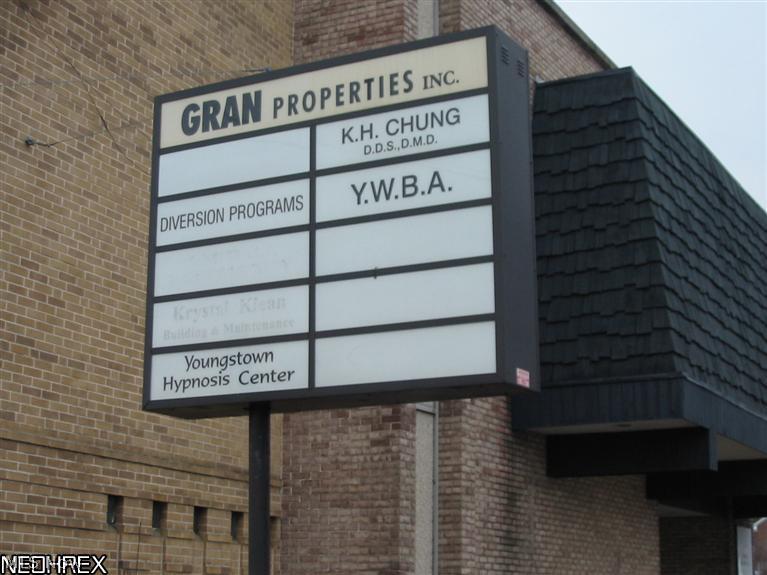 GRAN PROPERTIES INC.
K.H. CHUNG
D.D.S.,D.M.D.
DIVERSION PROGRAMS
Y.W.B.A.
Krystal Klean
Building & Maintenance
Youngstown
Hypnosis Center
NEOHREX